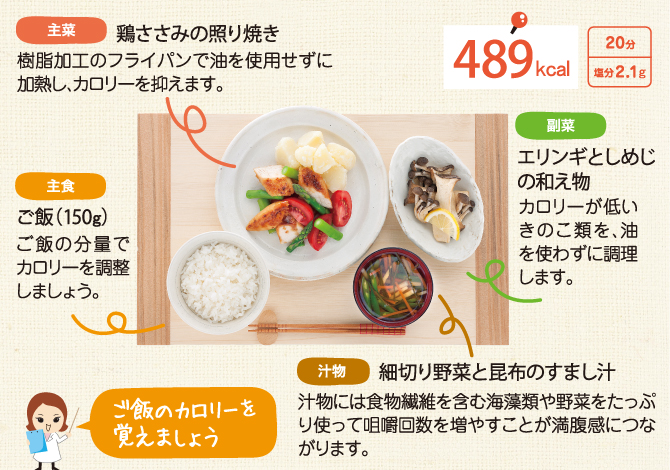 主菜 鶏ささみの照り焼き
樹脂加工のフライパンで油を使用せずに
加熱し、カロリーを抑えます。
489kcal
20分
塩分2.1g
副菜
エリンギとしめじ
の和え物
カロリーが低い
きのこ類を、油
を使わずに調理
します。
主食
ご飯（150g）
ご飯の分量で
カロリーを調整
しましょう。
汁物 細切り野菜と昆布のすまし汁
汁物には食物繊維を含む海藻類や野菜をたっぷ
り使って咀嚼回数を増やすことが満腹感につな
がります。
ご飯のカロリーを
覚えましょう